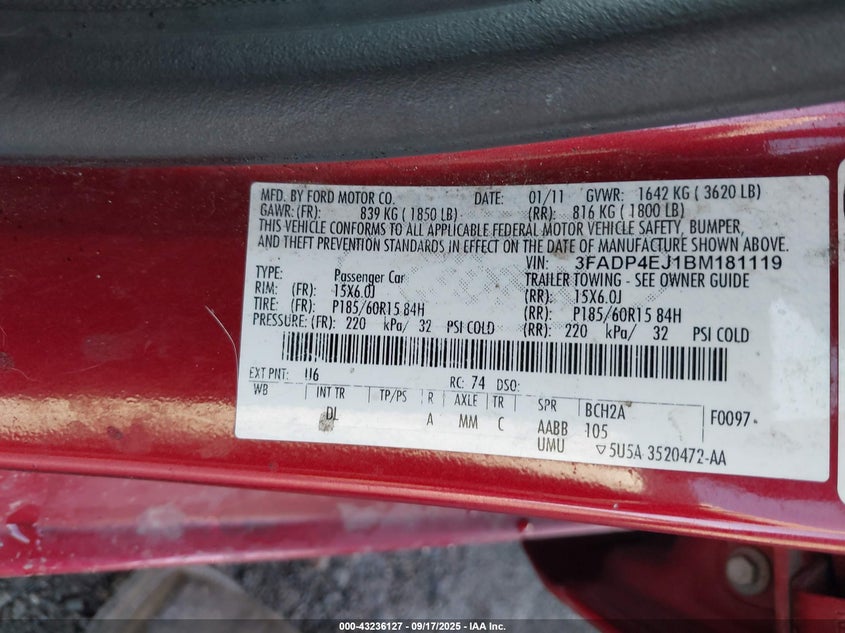 MFD. BY FORD MOTOR CO. DATE: 01/11 GVWR: 1642 KG ( 3620 LB)
GAWR: (FR): 839 KG ( 1850 LB) (RR): 816 KG ( 1800 LB)
THIS VEHICLE CONFORMS TO ALL APPLICABLE FEDERAL MOTOR VEHICLE SAFETY, BUMPER,
AND THEFT PREVENTION STANDARDS IN EFFECT ON THE DATE OF MANUFACTURE SHOWN ABOVE.
VIN: 3FADP4EJ1BM181119
TYPE: Passenger Car TRAILER TOWING - SEE OWNER GUIDE
RIM: (FR): 15X6.0J (RR): 15X6.0J
TIRE: (FR): P185/60R15 84H (RR): P185/60R15 84H
PRESSURE: (FR): 220 kPa/ 32 PSI COLD (RR): 220 kPa/ 32 PSI COLD
EXT PNT: U6 RC: 74 DSO:
WB INT TR TP/PS R AXLE TR SPR BCH2A
DL A MM C AABB 105 F0097
UMU ▽5U5A-3520472-AA
000-43236127 - 09/17/2025 - IAA Inc.